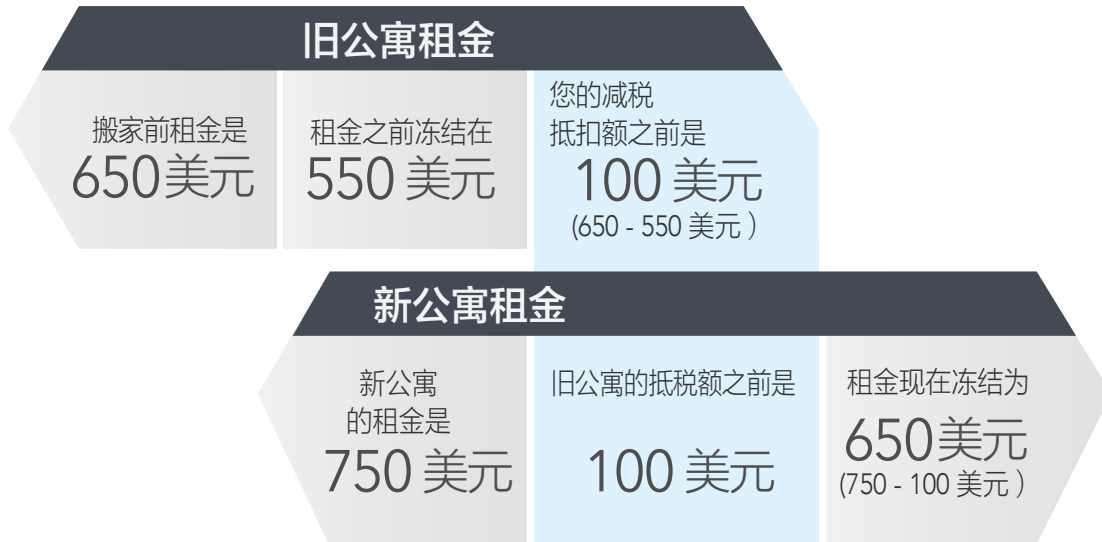 旧公寓租金
搬家前租金是
650美元
租金之前冻结在
550 美元
您的减税
抵扣额之前是
100 美元
(650 - 550 美元 )
新公寓租金
新公寓
的租金是
750 美元
旧公寓的抵税额之前是
100 美元
租金现在冻结为
650美元
(750 - 100 美元 )